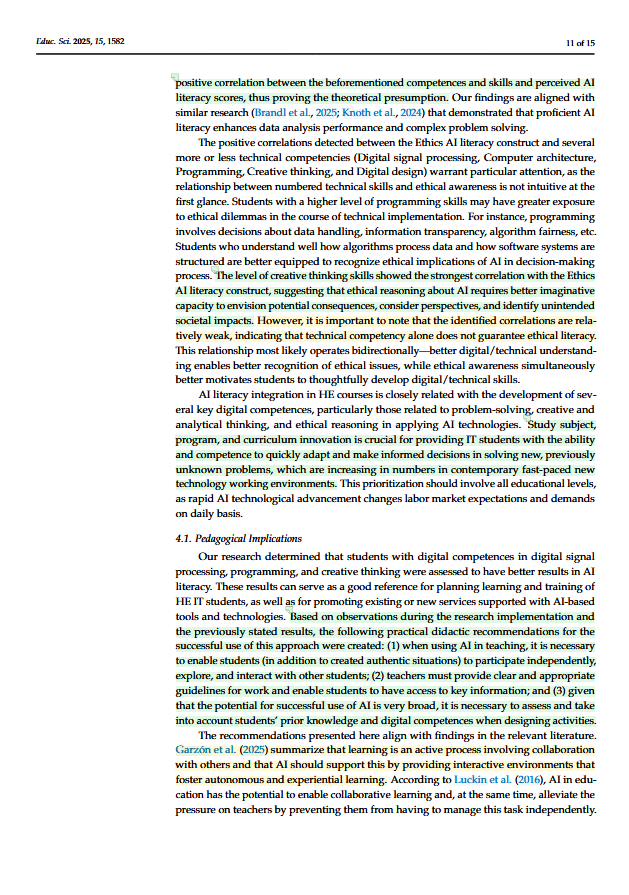 Educ. Sci. 2025, 15, 1582
11 of 15
positive correlation between the beforementioned competences and skills and perceived AI
literacy scores, thus proving the theoretical presumption. Our findings are aligned with
similar research (Brandl et al., 2025; Knoth et al., 2024) that demonstrated that proficient AI
literacy enhances data analysis performance and complex problem solving.
The positive correlations detected between the Ethics AI literacy construct and several
more or less technical competencies (Digital signal processing, Computer architecture,
Programming, Creative thinking, and Digital design) warrant particular attention, as the
relationship between numbered technical skills and ethical awareness is not intuitive at the
first glance. Students with a higher level of programming skills may have greater exposure
to ethical dilemmas in the course of technical implementation. For instance, programming
involves decisions about data handling, information transparency, algorithm fairness, etc.
Students who understand well how algorithms process data and how software systems are
structured are better equipped to recognize ethical implications of AI in decision-making
process. The level of creative thinking skills showed the strongest correlation with the Ethics
AI literacy construct, suggesting that ethical reasoning about AI requires better imaginative
capacity to envision potential consequences, consider perspectives, and identify unintended
societal impacts. However, it is important to note that the identified correlations are rela-
tively weak, indicating that technical competency alone does not guarantee ethical literacy.
This relationship most likely operates bidirectionally—better digital/technical understand-
ing enables better recognition of ethical issues, while ethical awareness simultaneously
better motivates students to thoughtfully develop digital/technical skills.
AI literacy integration in HE courses is closely related with the development of sev-
eral key digital competences, particularly those related to problem-solving, creative and
analytical thinking, and ethical reasoning in applying AI technologies. Study subject,
program, and curriculum innovation is crucial for providing IT students with the ability
and competence to quickly adapt and make informed decisions in solving new, previously
unknown problems, which are increasing in numbers in contemporary fast-paced new
technology working environments. This prioritization should involve all educational levels,
as rapid AI technological advancement changes labor market expectations and demands
on daily basis.
4.1. Pedagogical Implications
Our research determined that students with digital competences in digital signal
processing, programming, and creative thinking were assessed to have better results in AI
literacy. These results can serve as a good reference for planning learning and training of
HE IT students, as well as for promoting existing or new services supported with AI-based
tools and technologies. Based on observations during the research implementation and
the previously stated results, the following practical didactic recommendations for the
successful use of this approach were created: (1) when using AI in teaching, it is necessary
to enable students (in addition to created authentic situations) to participate independently,
explore, and interact with other students; (2) teachers must provide clear and appropriate
guidelines for work and enable students to have access to key information; and (3) given
that the potential for successful use of AI is very broad, it is necessary to assess and take
into account students' prior knowledge and digital competences when designing activities.
The recommendations presented here align with findings in the relevant literature.
Garzón et al. (2025) summarize that learning is an active process involving collaboration
with others and that AI should support this by providing interactive environments that
foster autonomous and experiential learning. According to Luckin et al. (2016), AI in edu-
cation has the potential to enable collaborative learning and, at the same time, alleviate the
pressure on teachers by preventing them from having to manage this task independently.